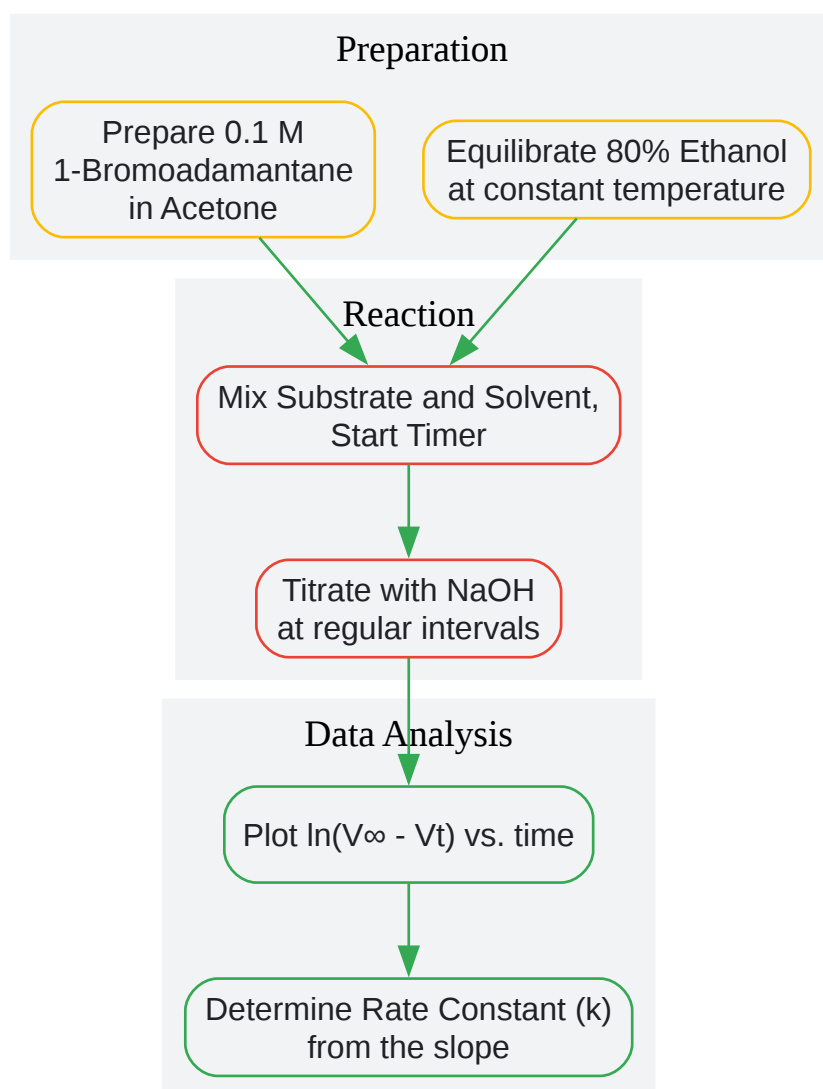 Preparation
Prepare 0.1 M
1-Bromoadamantane
in Acetone
Equilibrate 80% Ethanol
at constant temperature
Reaction
Mix Substrate and Solvent,
Start Timer
Titrate with NaOH
at regular intervals
Data Analysis
Plot ln(V∞ - Vt) vs. time
Determine Rate Constant (k)
from the slope